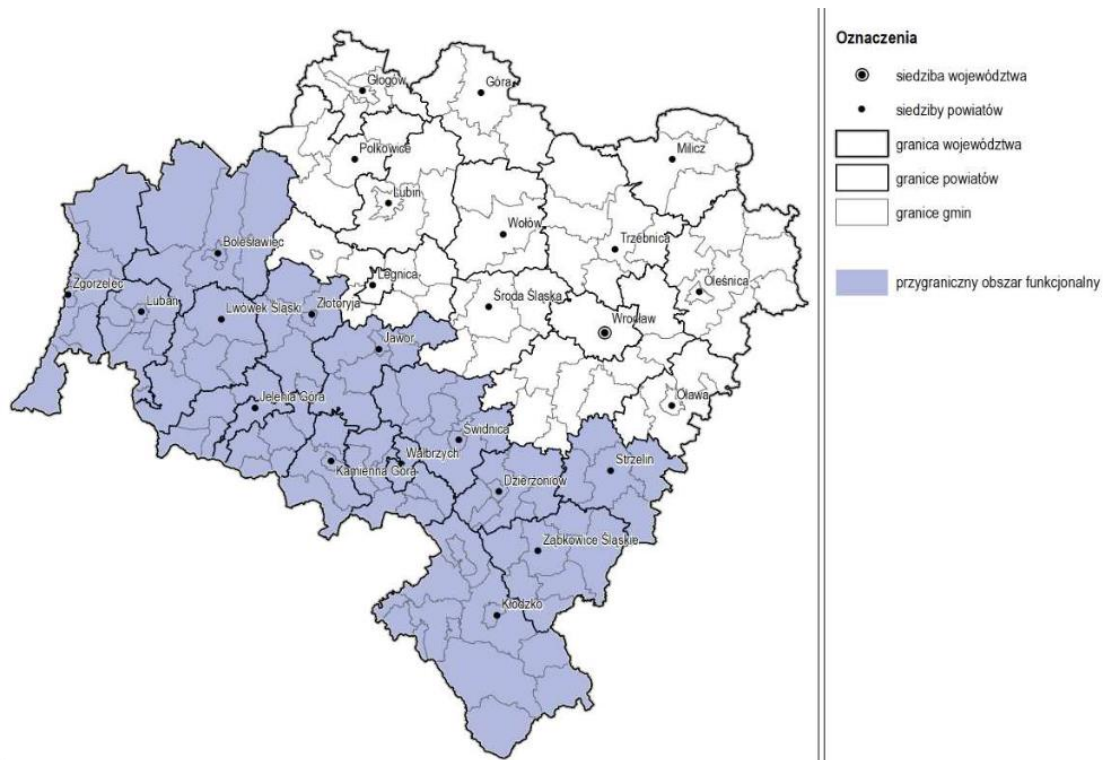 Głogów
Góra
Polkowice
Milicz
Lubin
Wołów
Trzebnica
Bolesławiec
Legnica
Oleśnica
Zgorzelec
Lubań
Lwówek Śląski
Złotoryja
Środa Śląska
Wrocław
Jawor
Jelenia Góra
Oława
Świdnica
Wałbrzych
Kamienna Góra
Strzelin
Dzierżoniów
Ząbkowice Śląskie
Kłodzko
Oznaczenia
siedziba województwa
siedziby powiatów
granica województwa
granice powiatów
granice gmin
przygraniczny obszar funkcjonalny